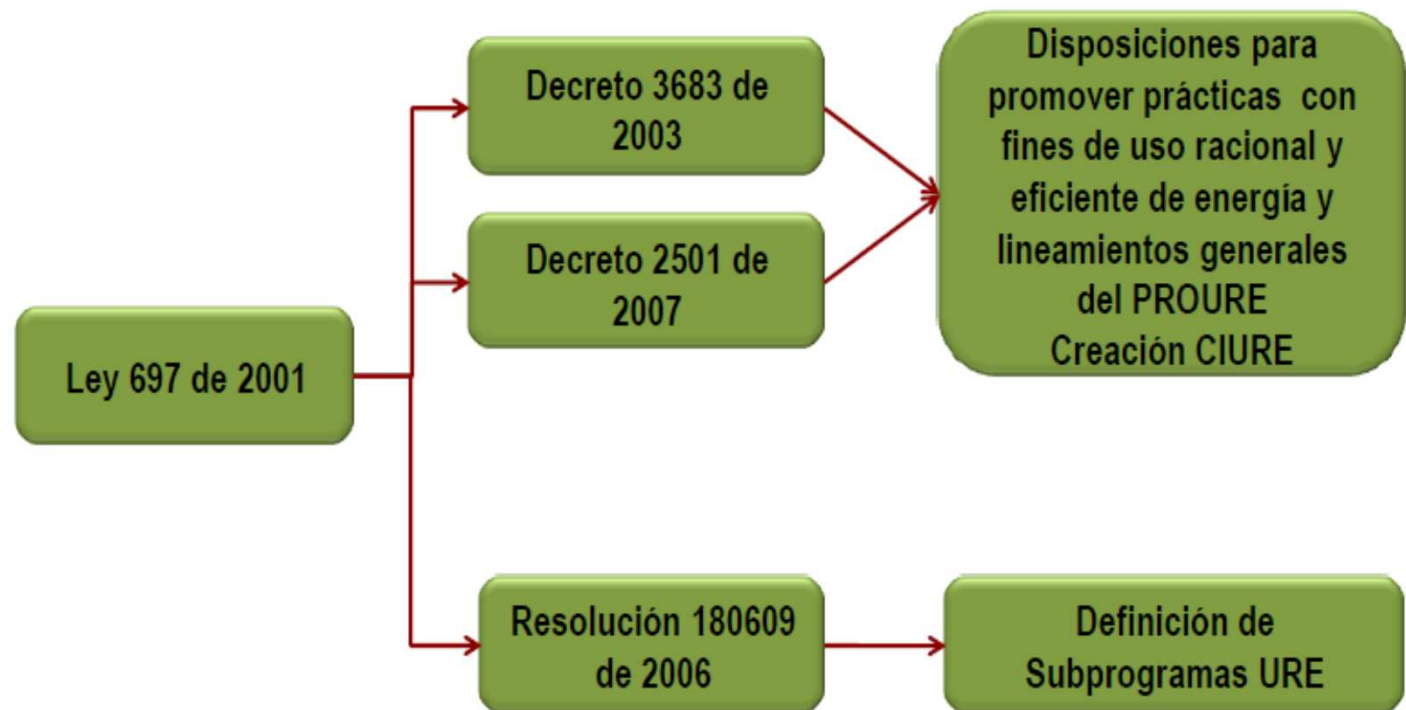 Ley 697 de 2001
Decreto 3683 de
2003
Decreto 2501 de
2007
Disposiciones para
promover prácticas con
fines de uso racional y
eficiente de energía y
lineamientos generales
del PROURE
Creación CIURE
Resolución 180609
de 2006
Definición de
Subprogramas URE